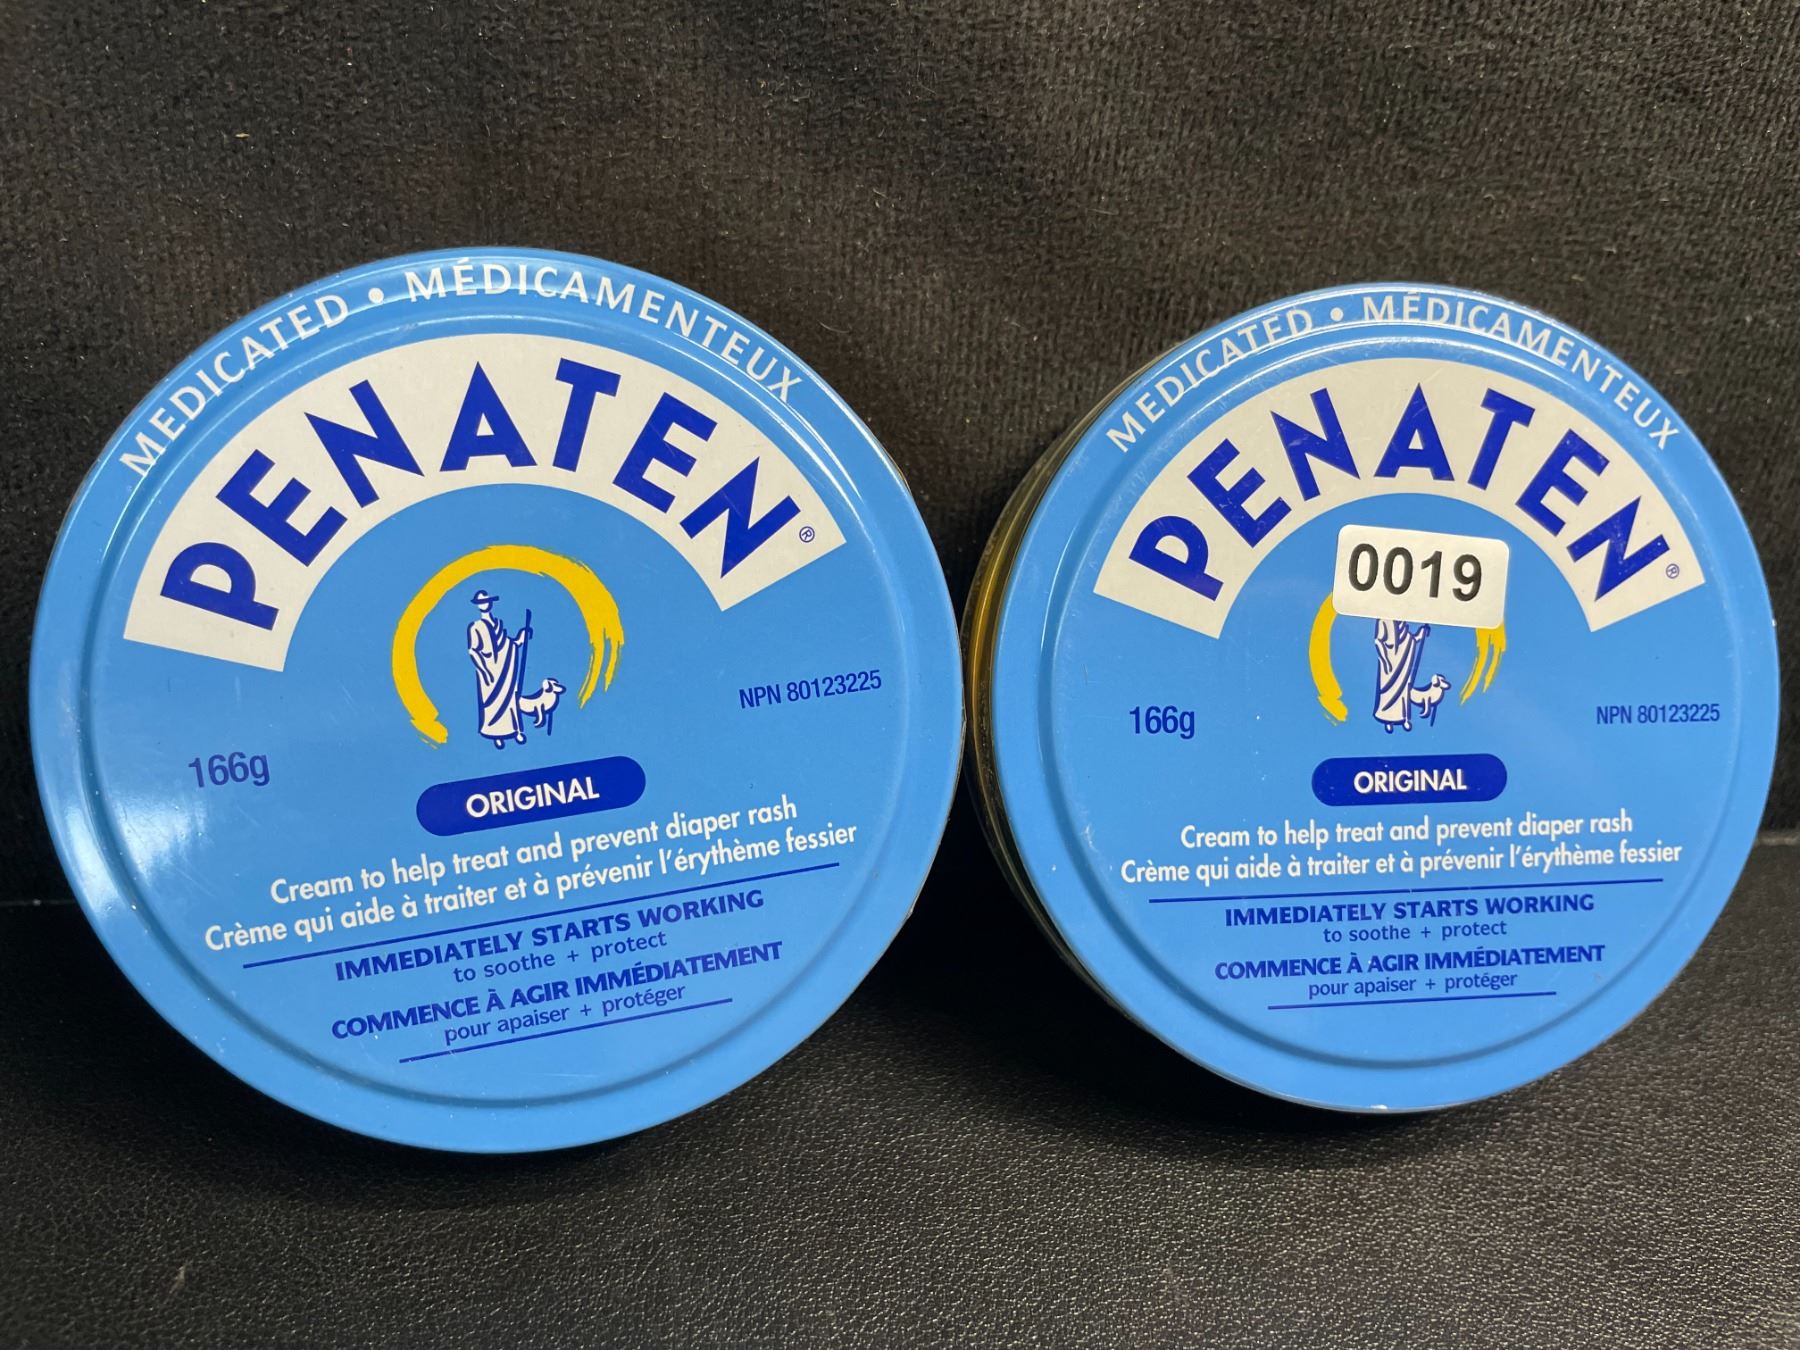 MEDICATED • MÉDICAMENTEUX
PENATEN®
NPN 80123225
166g
ORIGINAL
Cream to help treat and prevent diaper rash
Crème qui aide à traiter et à prévenir l'érythème fessier
IMMEDIATELY STARTS WORKING
to soothe + protect
COMMENCE À AGIR IMMÉDIATEMENT
pour apaiser + protéger
MEDICATED • MÉDICAMENTEUX
PENATEN®
0019
166g
NPN 80123225
ORIGINAL
Cream to help treat and prevent diaper rash
Crème qui aide à traiter et à prévenir l'érythème fessier
IMMEDIATELY STARTS WORKING
to soothe + protect
COMMENCE À AGIR IMMÉDIATEMENT
pour apaiser + protéger